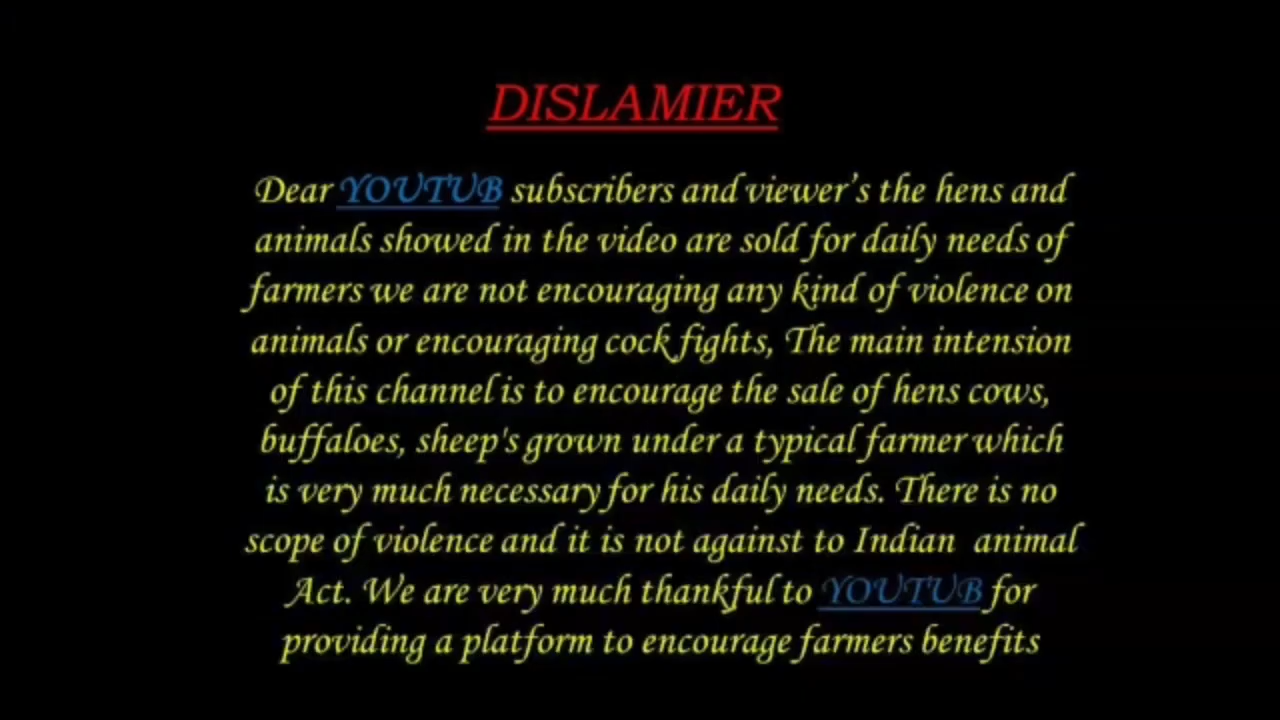 DISLAMIER
Dear YOUTUB subscribers and viewer's the hens and
animals showed in the video are sold for daily needs of
farmers we are not encouraging any kind of violence on
animals or encouraging cock fights, The main intension
of this channel is to encourage the sale of hens cows,
buffaloes, sheep's grown under a typical farmer which
is very much necessary for his daily needs. There is no
scope of violence and it is not against to Indian animal
Act. We are very much thankful to YOUTUB for
providing a platform to encourage farmers benefits